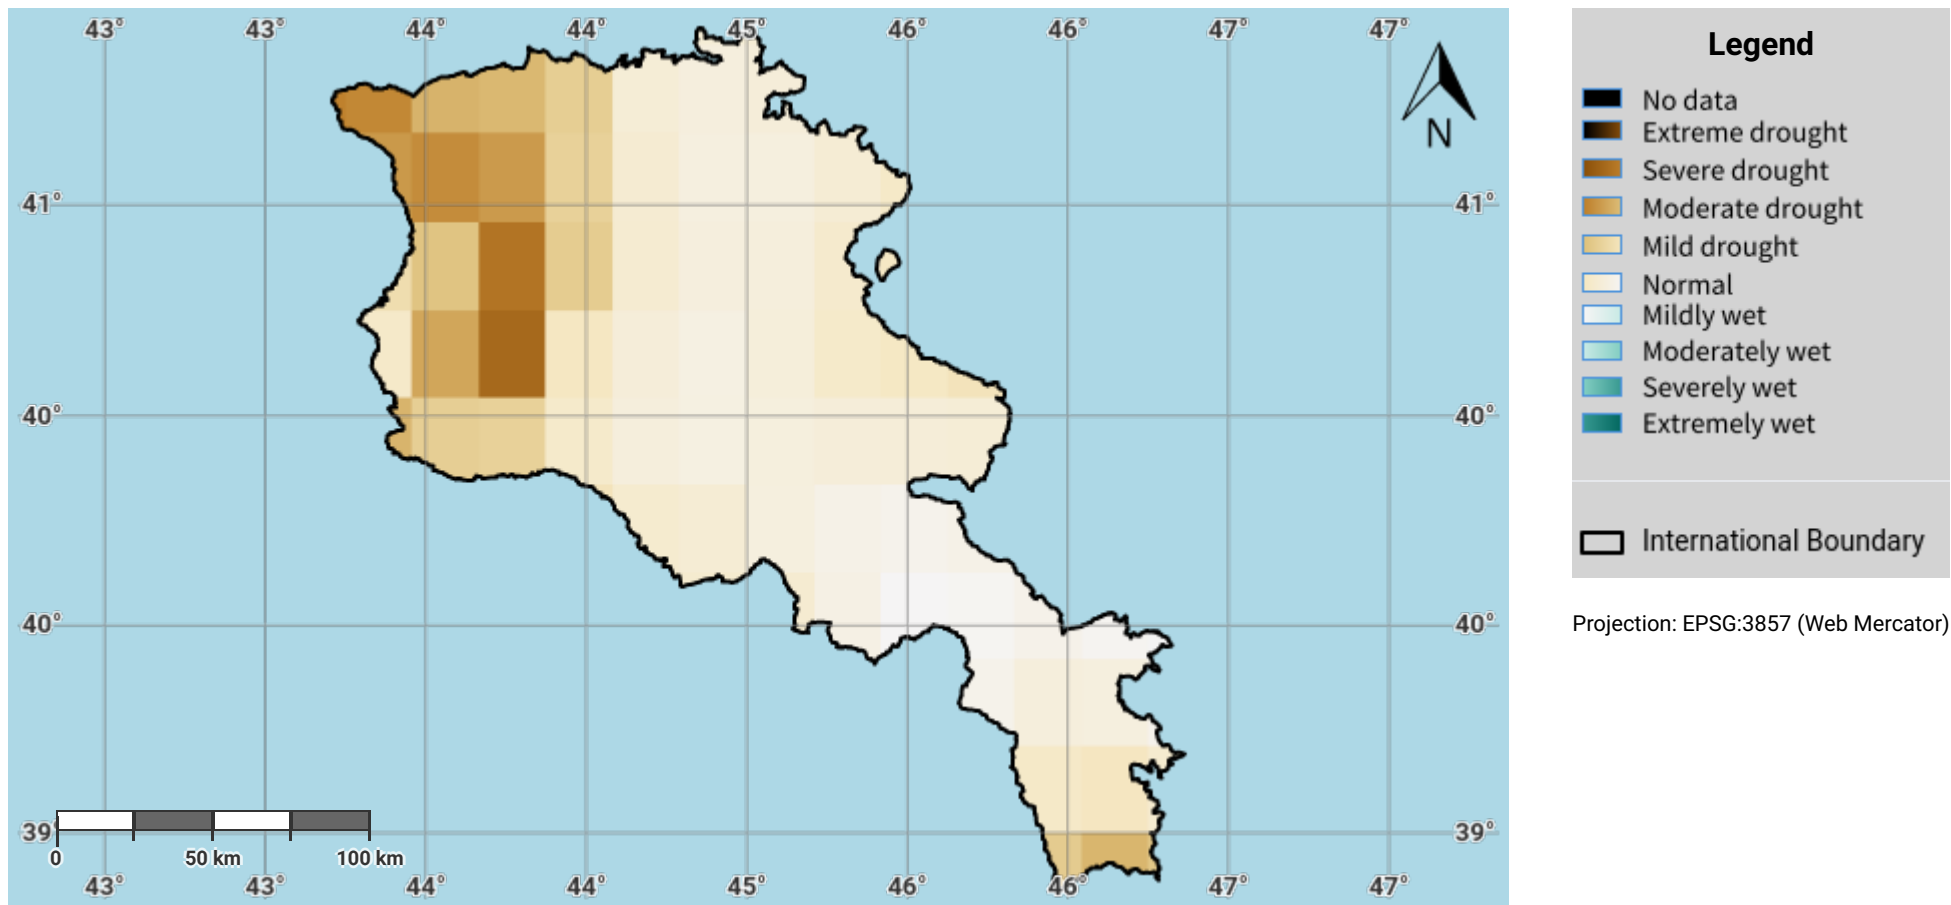 43° 43° 44° 44° 45° 46° 46° 47° 47°
Legend
No data
Extreme drought
Severe drought
Moderate drought
Mild drought
Normal
Mildly wet
Moderately wet
Severely wet
Extremely wet
International Boundary
Projection: EPSG:3857 (Web Mercator)
N
41° 41°
40° 40°
40° 40°
39° 39°
0 50 km 100 km
43° 43° 44° 44° 45° 46° 46° 47° 47°